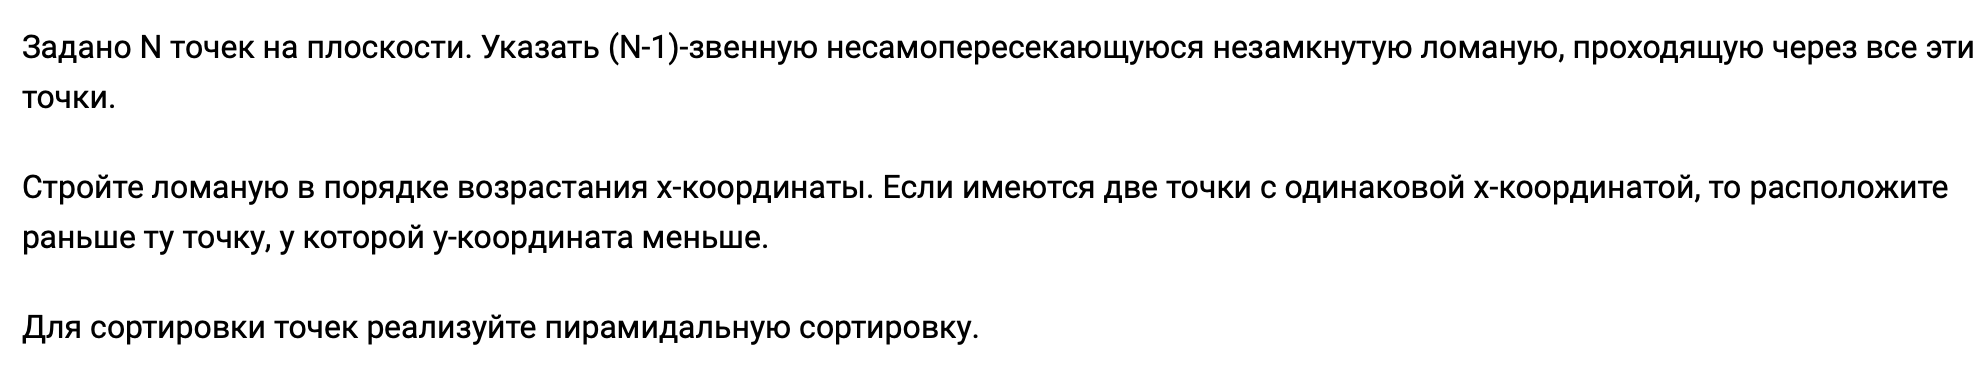 Задано N точек на плоскости. Указать (N-1)-звенную несамопересекающуюся незамкнутую ломаную, проходящую через все эти
точки.
Стройте ломаную в порядке возрастания x-координаты. Если имеются две точки с одинаковой x-координатой, то расположите
раньше ту точку, у которой y-координата меньше.
Для сортировки точек реализуйте пирамидальную сортировку.